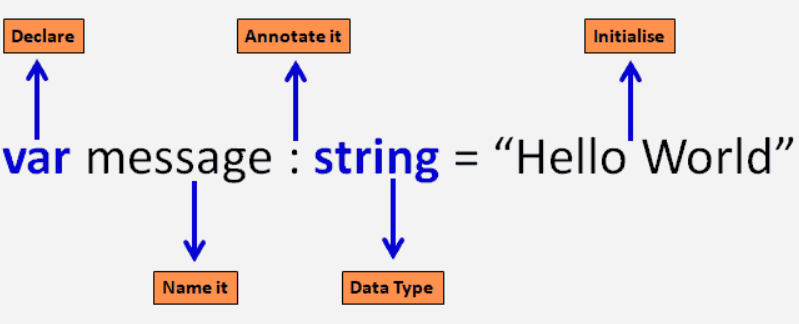 Declare Annotate it Initialise
var message : string = “Hello World”
Name it Data Type